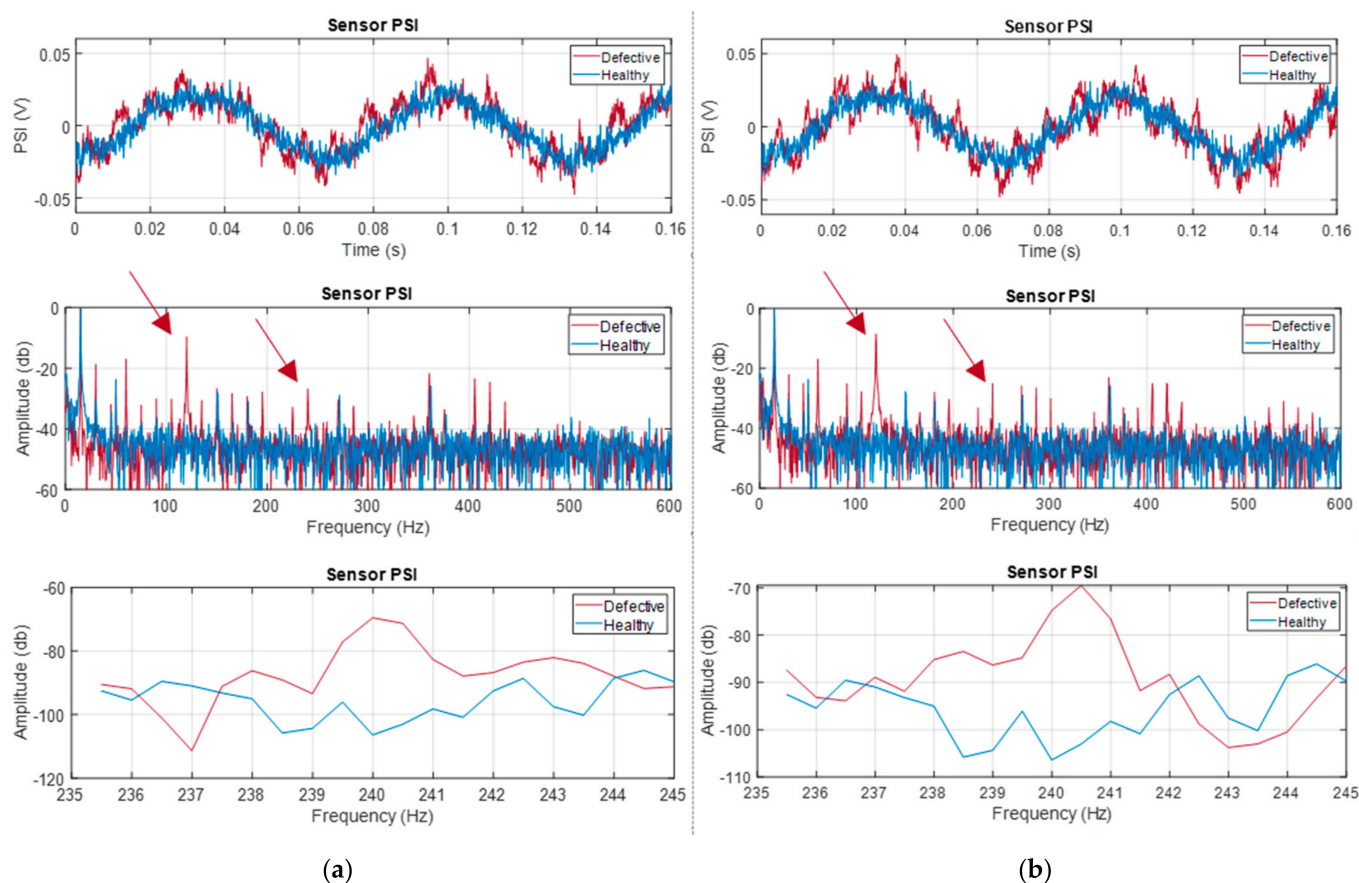 Sensor PSI
0.05
0
-0.05
PSI (V)
Defective
Healthy
0 0.02 0.04 0.06 0.08 0.1 0.12 0.14 0.16
Time (s)
Sensor PSI
0
-20
-40
-60
Amplitude (db)
Defective
Healthy
0 100 200 300 400 500 600
Frequency (Hz)
Sensor PSI
-60
-80
-100
-120
Amplitude (db)
Defective
Healthy
235 236 237 238 239 240 241 242 243 244 245
Frequency (Hz)
(a)
Sensor PSI
0.05
0
-0.05
PSI (V)
Defective
Healthy
0 0.02 0.04 0.06 0.08 0.1 0.12 0.14 0.16
Time (s)
Sensor PSI
0
-20
-40
-60
Amplitude (db)
Defective
Healthy
0 100 200 300 400 500 600
Frequency (Hz)
Sensor PSI
-70
-80
-90
-100
-110
Amplitude (db)
Defective
Healthy
235 236 237 238 239 240 241 242 243 244 245
Frequency (Hz)
(b)